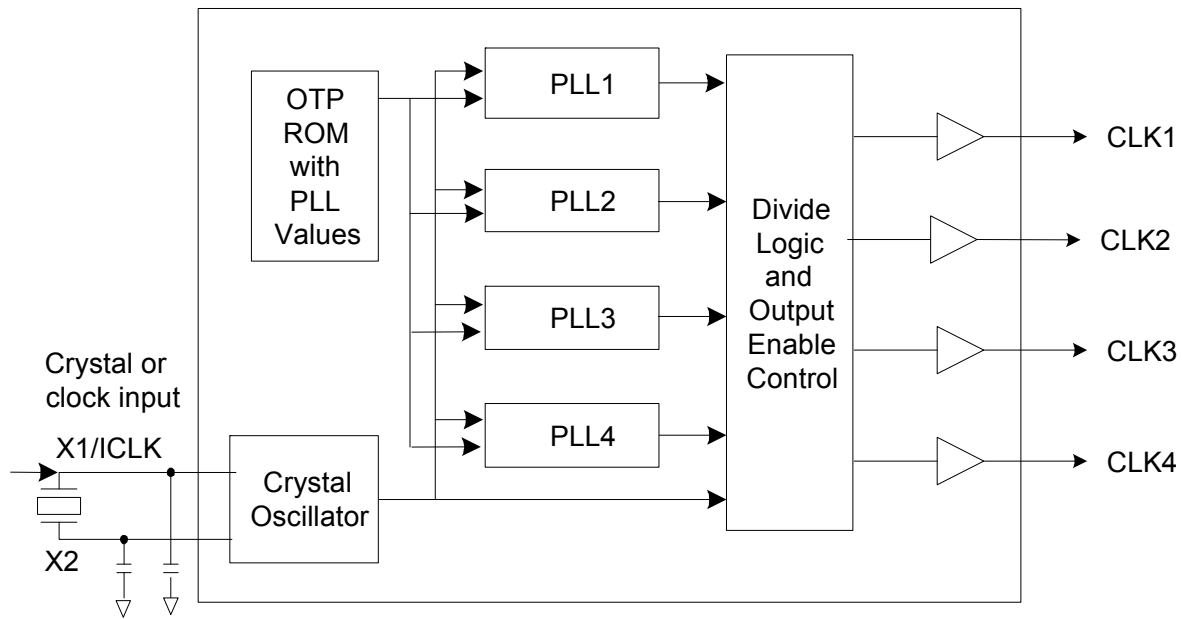 OTP
ROM
with
PLL
Values
PLL1
PLL2
PLL3
PLL4
Divide
Logic
and
Output
Enable
Control
CLK1
CLK2
CLK3
CLK4
Crystal or
clock input
X1/ICLK
X2
Crystal
Oscillator